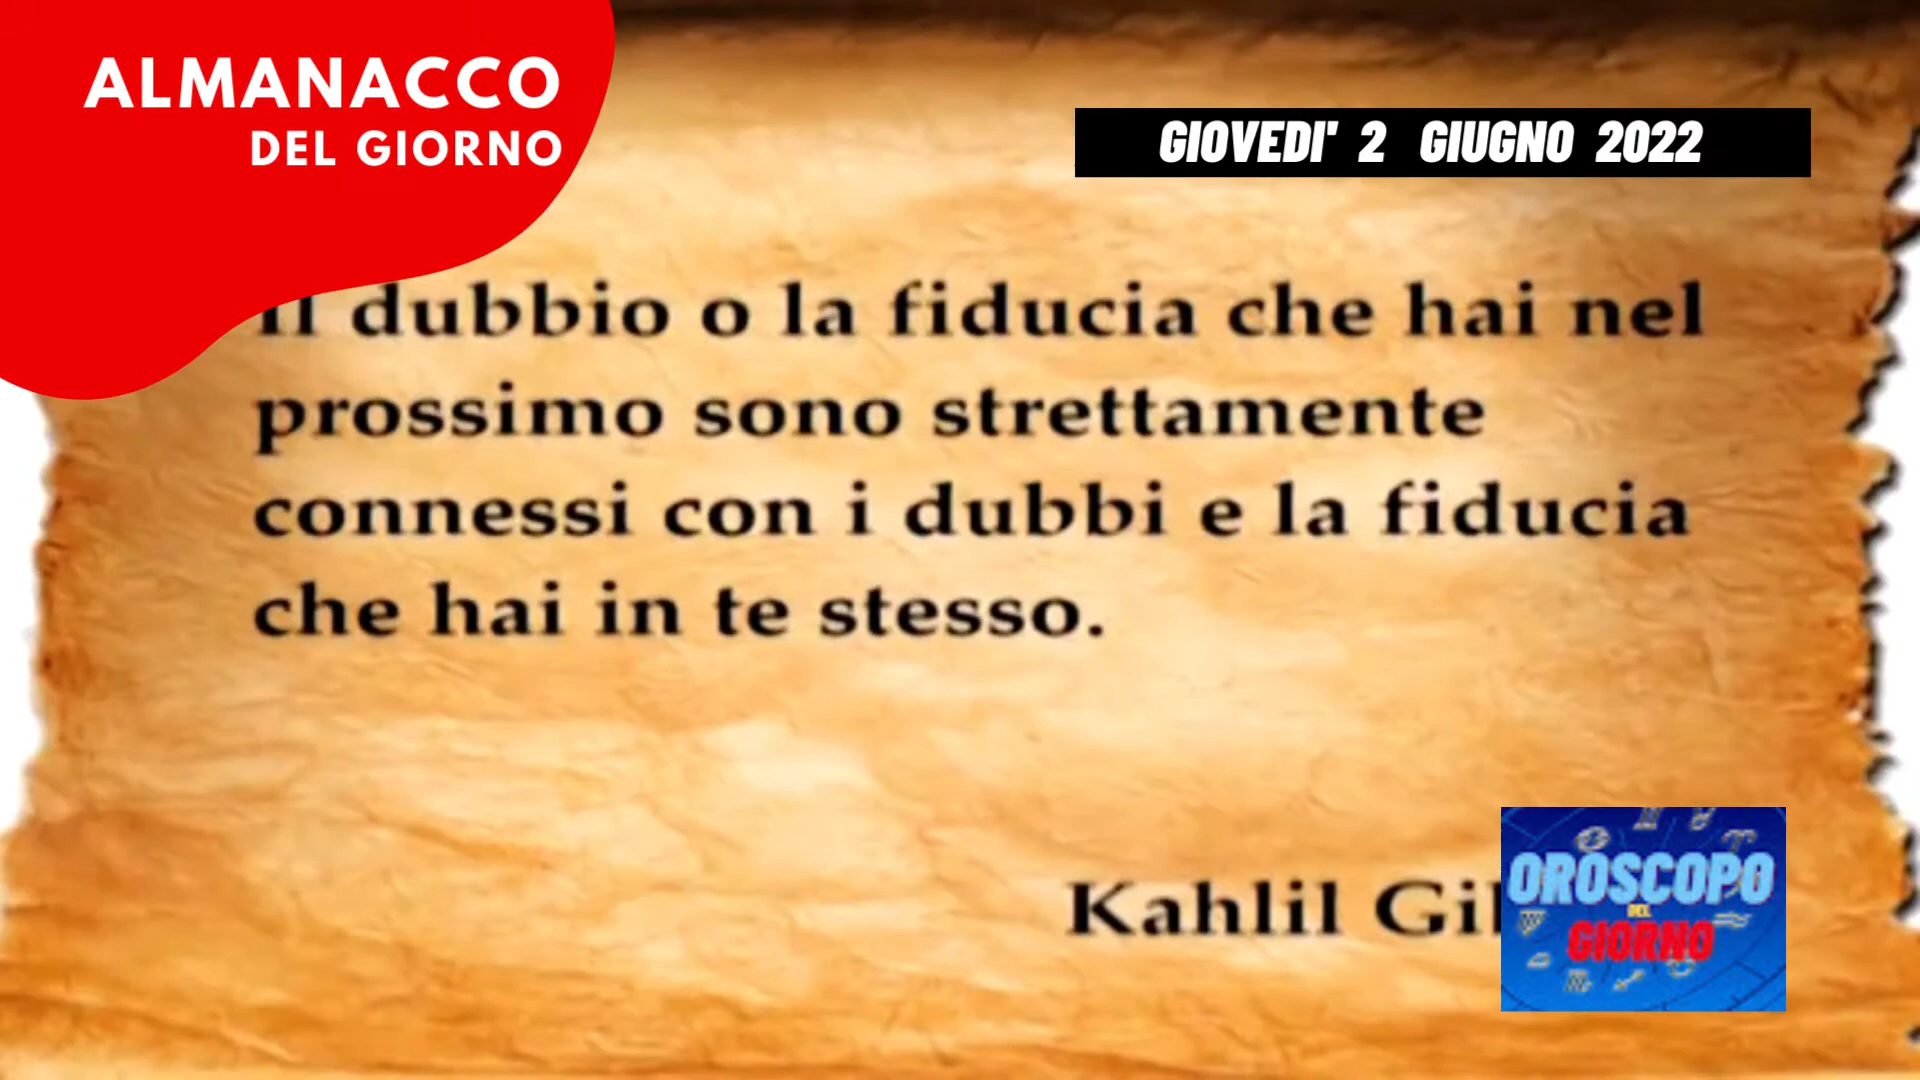 ALMANACCO
DEL GIORNO
GIOVEDI' 2 GIUGNO 2022
Il dubbio o la fiducia che hai nel
prossimo sono strettamente
connessi con i dubbi e la fiducia
che hai in te stesso.
Kahlil
OROSCOPO
DEL
GIORNO